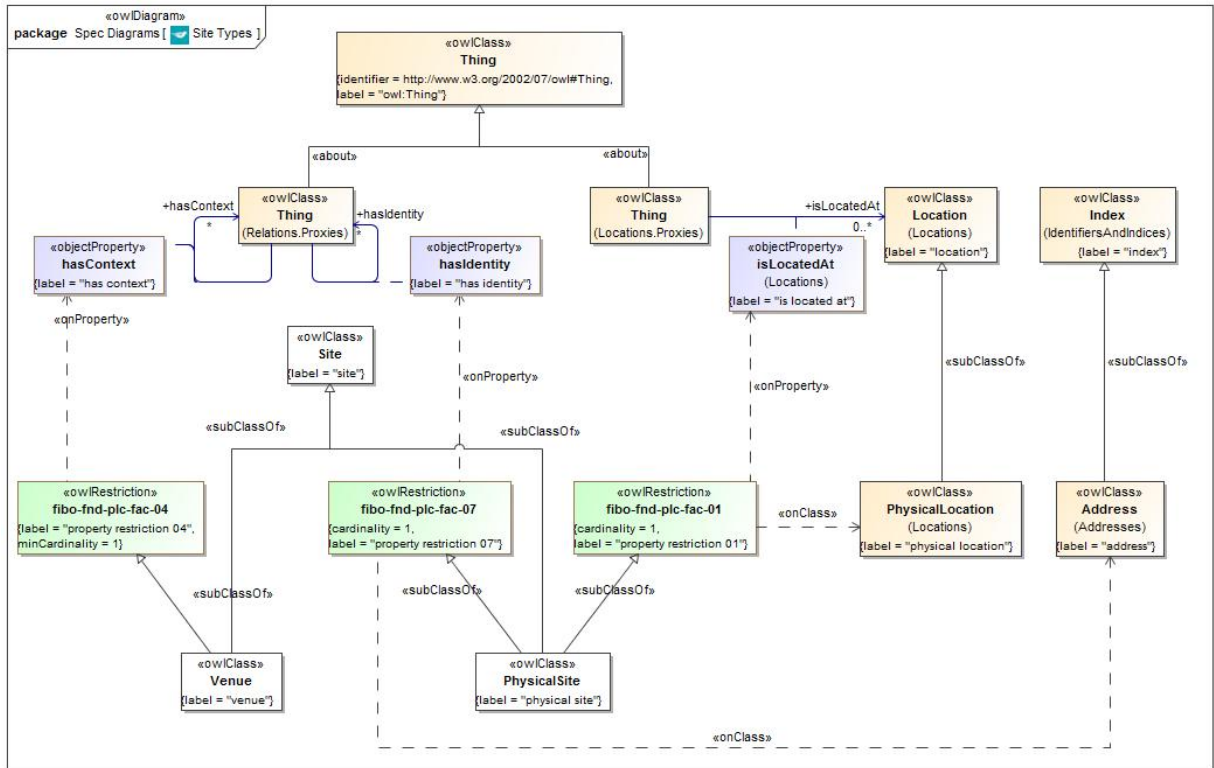 «owlDiagram»
package Spec Diagrams [ Site Types ]
«owlClass»
Thing
{identifier = http://www.w3.org/2002/07/owl#Thing,
label = "owl:Thing"}
«about»
«about»
+hasContext
*
«owlClass»
Thing
(Relations.Proxies)
+hasIdentity
*
«owlClass»
Thing
(Locations.Proxies)
+isLocatedAt
0..*
«owlClass»
Location
(Locations)
{label = "location"}
«owlClass»
Index
(IdentifiersAndIndices)
{label = "index"}
«objectProperty»
hasContext
{label = "has context"}
«objectProperty»
hasIdentity
{label = "has identity"}
«objectProperty»
isLocatedAt
(Locations)
{label = "is located at"}
«onProperty»
«owlClass»
Site
{label = "site"}
«onProperty»
«onProperty»
«subClassOf»
«subClassOf»
«subClassOf»
«subClassOf»
«owlRestriction»
fibo-fnd-plc-fac-04
{label = "property restriction 04",
minCardinality = 1}
«owlRestriction»
fibo-fnd-plc-fac-07
{cardinality = 1,
label = "property restriction 07"}
«owlRestriction»
fibo-fnd-plc-fac-01
{cardinality = 1,
label = "property restriction 01"}
«onClass»
«owlClass»
PhysicalLocation
(Locations)
{label = "physical location"}
«owlClass»
Address
(Addresses)
{label = "address"}
«subClassOf»
«subClassOf»
«subClassOf»
«owlClass»
Venue
{label = "venue"}
«owlClass»
PhysicalSite
{label = "physical site"}
«onClass»